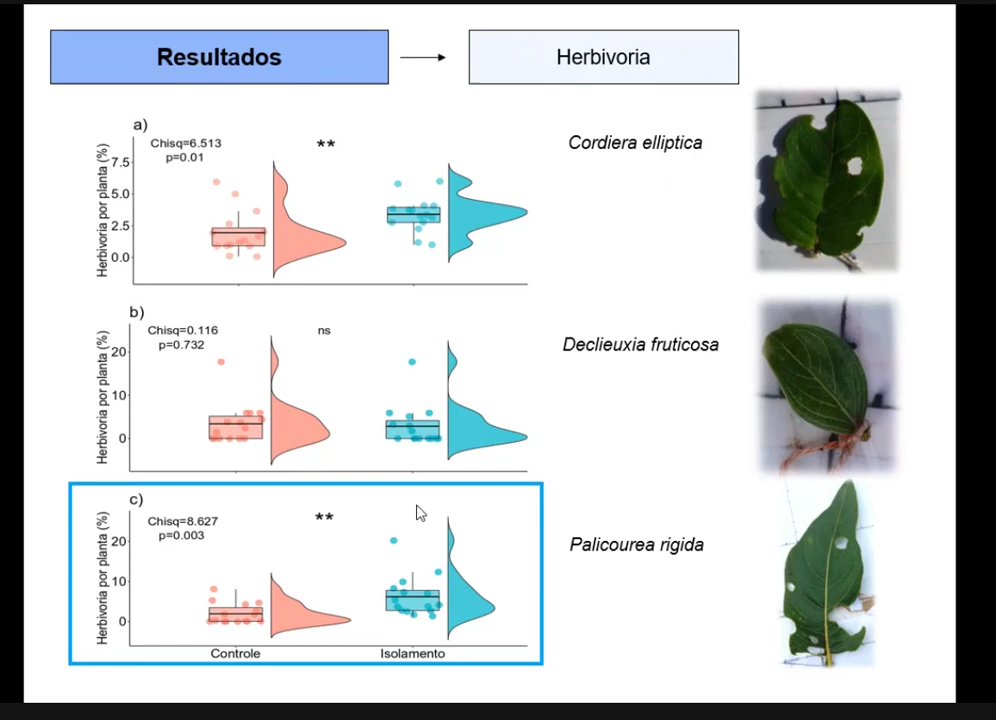 Resultados
Herbivoria
a)
Chisq=6.513
p=0.01
**
Herbivoria por planta (%)
7.5
5.0
2.5
0.0
Cordiera elliptica
b)
Chisq=0.116
p=0.732
ns
Herbivoria por planta (%)
20
10
0
Declieuxia fruticosa
c)
Chisq=8.627
p=0.003
**
Herbivoria por planta (%)
20
10
0
Controle
Isolamento
Palicourea rigida